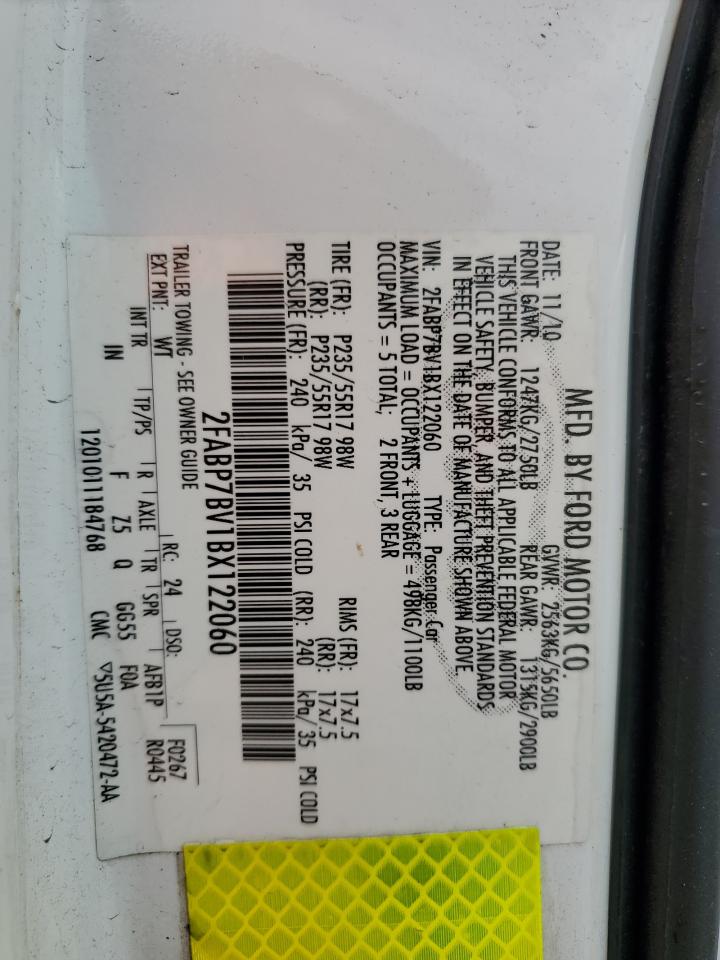 MFD. BY FORD MOTOR CO.
DATE: 11/10 GVWR: 2563KG/5650LB
FRONT GAWR: 1247KG/2750LB REAR GAWR: 1315KG/2900LB
THIS VEHICLE CONFORMS TO ALL APPLICABLE FEDERAL MOTOR
VEHICLE SAFETY, BUMPER, AND THEFT PREVENTION STANDARDS
IN EFFECT ON THE DATE OF MANUFACTURE SHOWN ABOVE.
VIN: 2FABP7BV1BX122060 TYPE: Passenger Car
MAXIMUM LOAD = OCCUPANTS + LUGGAGE = 498KG/1100LB
OCCUPANTS = 5 TOTAL; 2 FRONT, 3 REAR
TIRE (FR): P235/55R17 98W RIMS (FR): 17x7.5
(RR): P235/55R17 98W (RR): 17x7.5
PRESSURE (FR): 240 kPa/ 35 PSI COLD (RR): 240 kPa/35 PSI COLD
2FABP7BV1BX122060
TRAILER TOWING - SEE OWNER GUIDE
EXT PNT: WT RC: 24 DSO: F0267
R0445
INT TR TP/PS R AXLE TR SPR AFB1P
IN F Z5 Q GG55 F0A
1201011184768 CMC ▽5U5A-5420472-AA